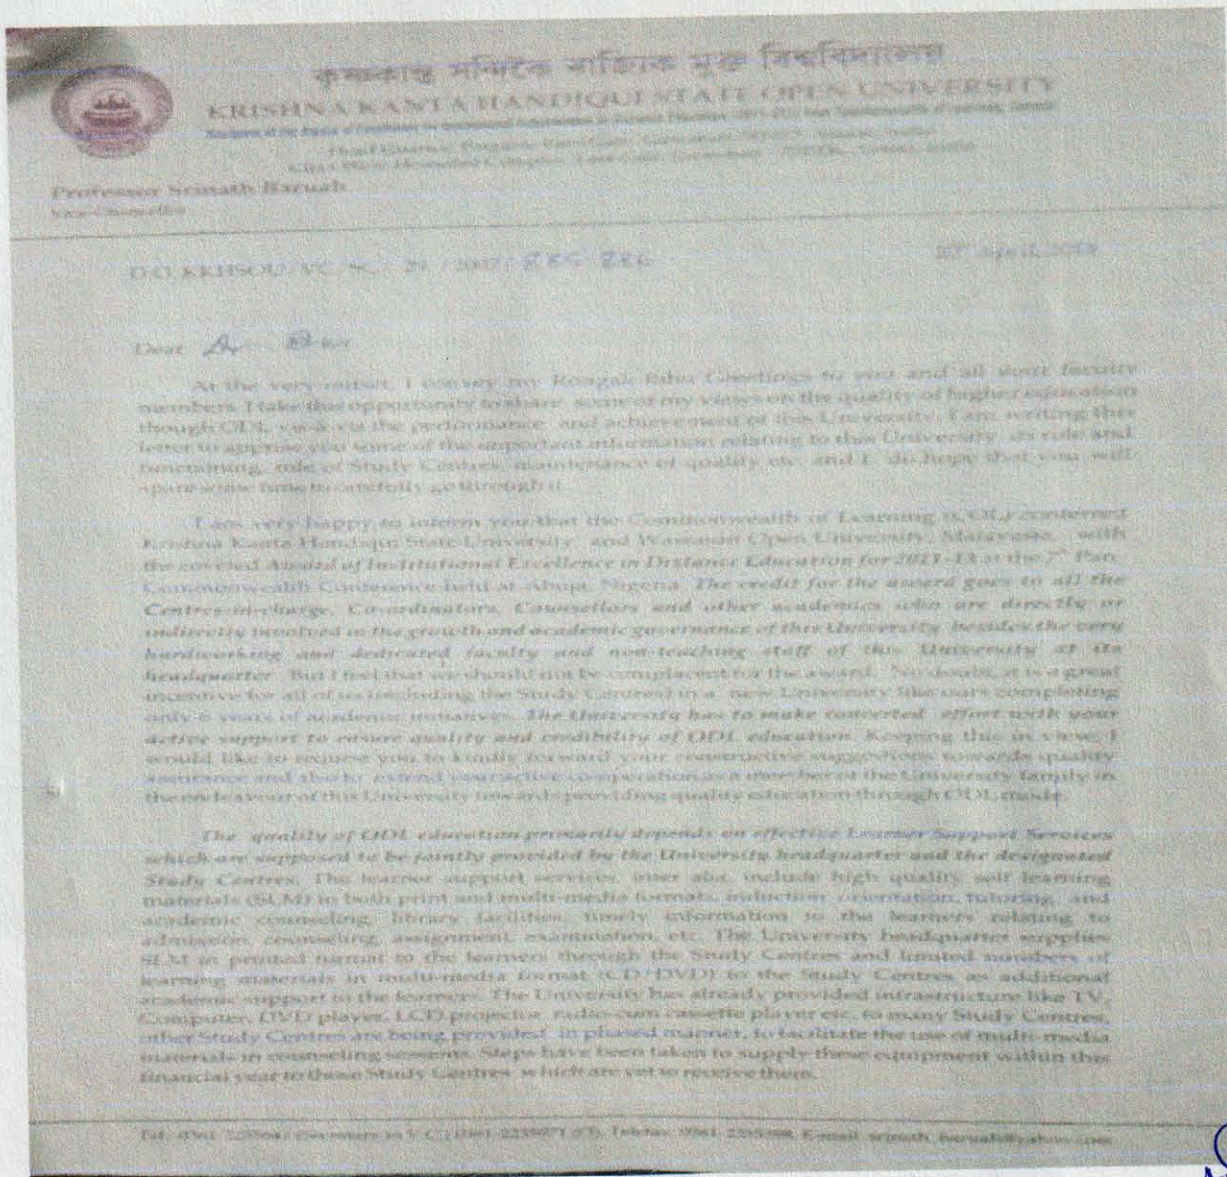 কৃষ্ণকান্ত সন্দিকৈ ৰাজ্যিক মুক্ত বিশ্ববিদ্যালয়
KRISHNA KANTA HANDIQUI STATE OPEN UNIVERSITY
Professor Srinath Baruah
D.O. KKHSOU/VC/ 2007/ April, 2014
Dear
At the very outset, I convey my Rongali Bihu Greetings to you and all your faculty
members. I take this opportunity to share some of my views on the quality of higher education
though ODL vis-à-vis the performance and achievement of this University. I am writing this
letter to apprise you some of the important information relating to this University, its role and
functioning, role of Study Centres, maintenance of quality etc. and I do hope that you will
spare some time to carefully go through it.
I am very happy to inform you that the Commonwealth of Learning (COL) conferred
Krishna Kanta Handiqui State University and Wawasan Open University, Malaysia, with
the coveted Award of Institutional Excellence in Distance Education for 2011-13 at the 7th Pan
Commonwealth Conference held at Abuja, Nigeria. The credit for the award goes to all the
Centres-in-charge, Co-ordinators, Counsellors and other academics who are directly or
indirectly involved in the growth and academic governance of this University besides the very
hardworking and dedicated faculty and non-teaching staff of this University at its
headquarter. But I feel that we should not be complacent for the award. No doubt, it is a great
incentive for all of us (including the Study Centres) in a new University like ours completing
only 6 years of academic initiatives. The University has to make concerted effort with your
active support to ensure quality and credibility of ODL education. Keeping this in view, I
would like to request you to kindly forward your constructive suggestions towards quality
assurance and also to extend your active co-operation as a member of the University family in
the endeavour of this University towards providing quality education through ODL mode.
The quality of ODL education primarily depends on effective Learner Support Services
which are supposed to be jointly provided by the University headquarter and the designated
Study Centres. The learner support services, inter alia, include high quality self learning
materials (SLM) in both print and multi-media formats, induction, orientation, tutoring, and
academic counseling, library facilities, timely information to the learners relating to
admission, counseling, assignment, examination, etc. The University headquarter supplies
SLM in printed format to the learners through the Study Centres and limited numbers of
learning materials in multi-media format (CD/DVD) to the Study Centres as additional
academic support to the learners. The University has already provided infrastructure like TV,
Computer, DVD player, LCD projector, radio-cum cassette player etc. to many Study Centres,
other Study Centres are being provided in phased manner, to facilitate the use of multi-media
materials in counseling sessions. Steps have been taken to supply these equipment within this
financial year to those Study Centres which are yet to receive them.